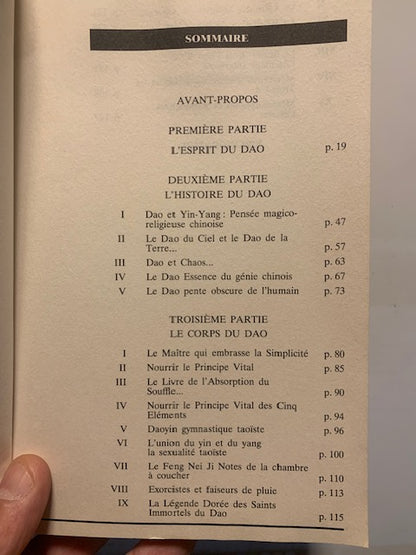 SOMMAIRE
AVANT-PROPOS
PREMIÈRE PARTIE
L'ESPRIT DU DAO p. 19
DEUXIÈME PARTIE
L'HISTOIRE DU DAO
I Dao et Yin-Yang : Pensée magico-
religieuse chinoise p. 47
II Le Dao du Ciel et le Dao de la
Terre... p. 57
III Dao et Chaos... p. 63
IV Le Dao Essence du génie chinois p. 67
V Le Dao pente obscure de l'humain p. 73
TROISIÈME PARTIE
LE CORPS DU DAO
I Le Maître qui embrasse la Simplicité p. 80
II Nourrir le Principe Vital p. 85
III Le Livre de l'Absorption du
Souffle... p. 90
IV Nourrir le Principe Vital des Cinq
Eléments p. 94
V Daoyin gymnastique taoïste p. 96
VI L'union du yin et du yang
la sexualité taoïste p. 100
VII Le Feng Nei Ji Notes de la chambre
à coucher p. 110
VIII Exorcistes et faiseurs de pluie p. 113
IX La Légende Dorée des Saints
Immortels du Dao p. 115